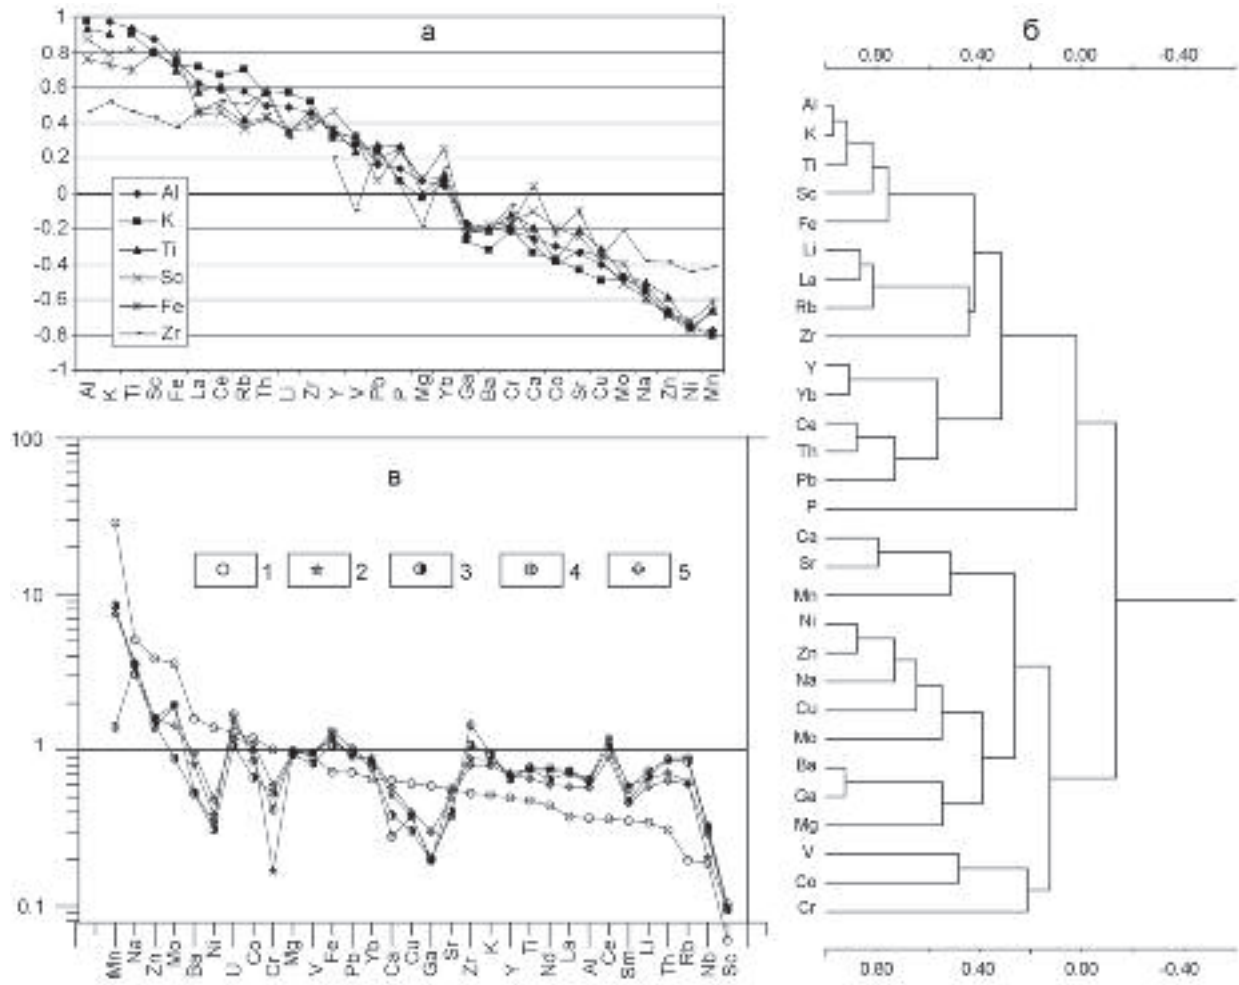 а
1
0.8
0.6
0.4
0.2
0
-0.2
-0.4
-0.6
-0.8
-1
Al
K
Ti
Sc
Fe
Zr
Al K Ti Sc Fe La Ce Rb Th Li Zr Y V Pb P Mg Yb Ga Ba Cr Ca Co Sr Cu Mo Na Zn Ni Mn
б
0.80 0.40 0.00 -0.40
Al
K
Ti
Sc
Fe
Li
La
Rb
Zr
Y
Yb
Ce
Th
Pb
P
Ca
Sr
Mn
Ni
Zn
Na
Cu
Mo
Ba
Ga
Mg
V
Co
Cr
0.80 0.40 0.00 -0.40
в
100
10
1
0.1
1 2 3 4 5
Mn Na Zn Mo Ba Ni U Co Cr Mg V Fe Pb Yb Ca Cu Ga Sr Zr K Y Ti Nd La Al Ce Sm Li Th Rb Nb Sc